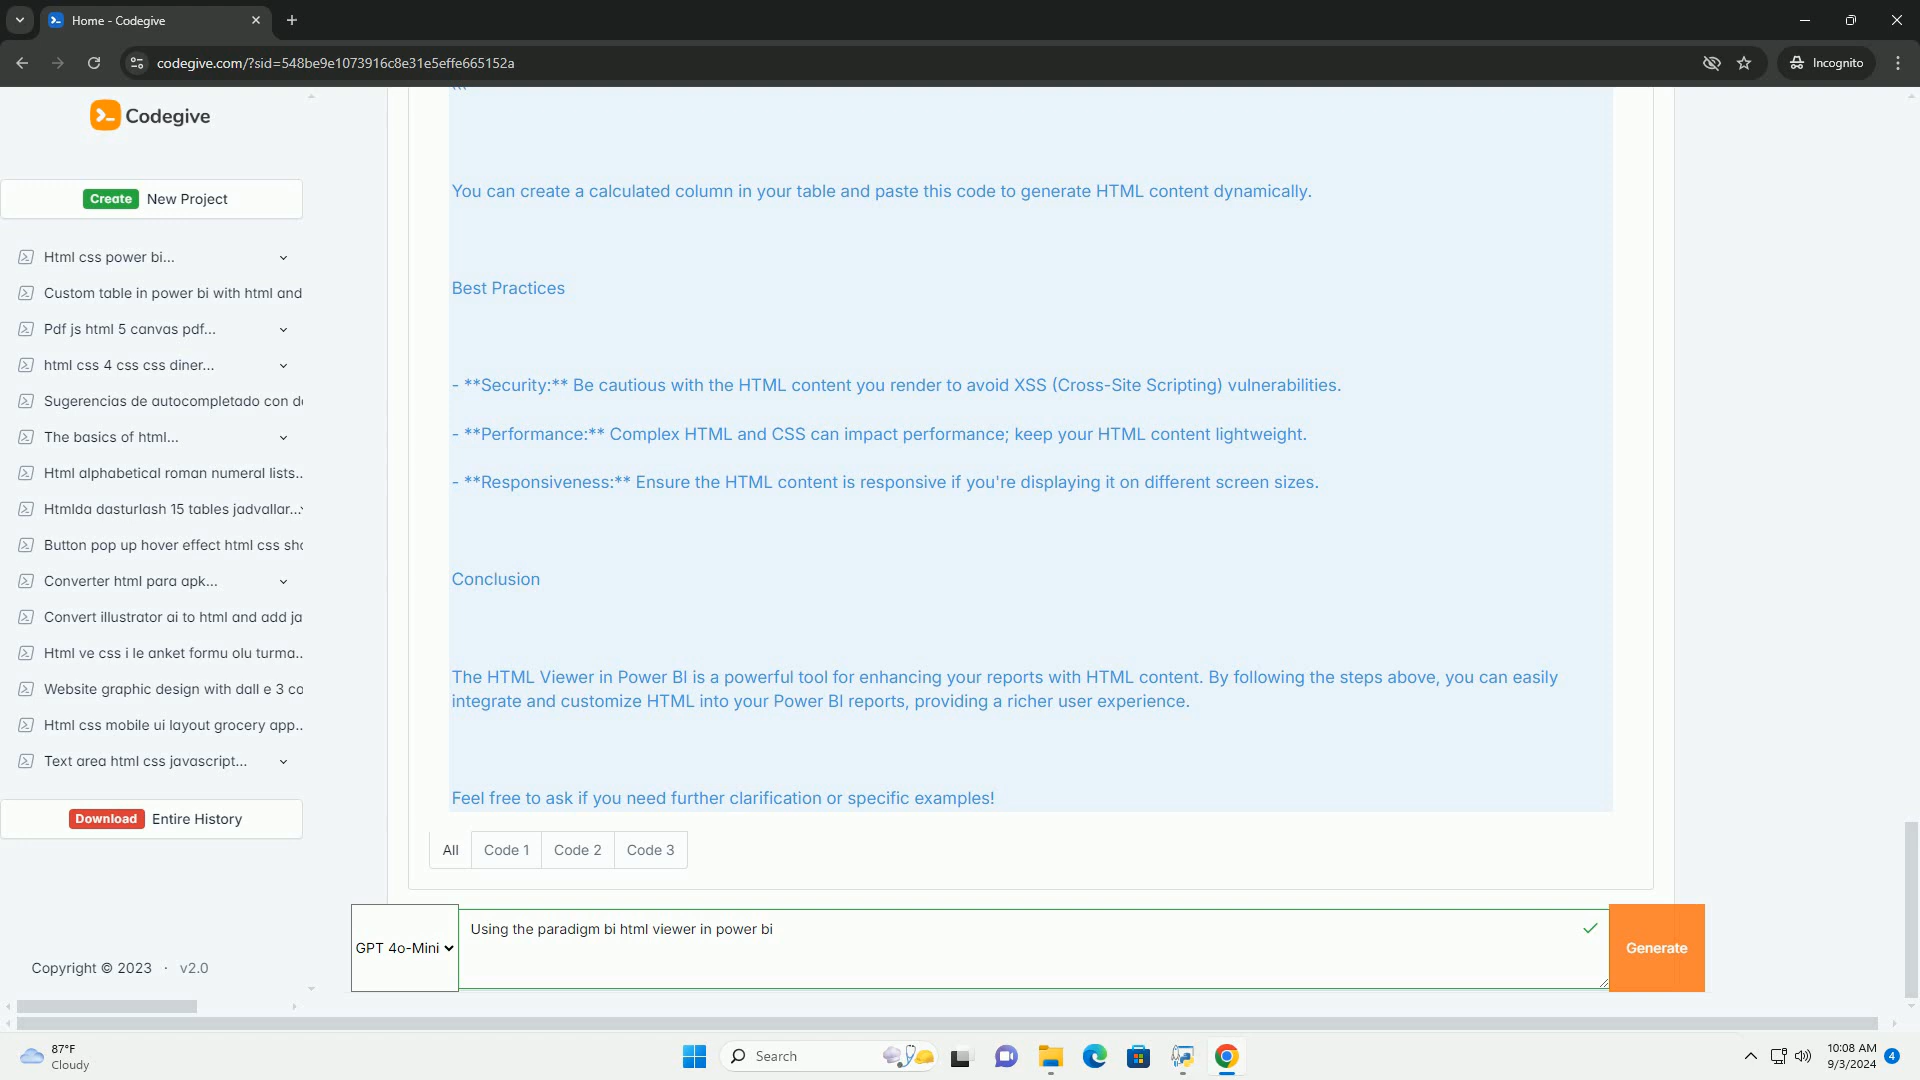 Home - Codegive
codegive.com/?sid=548be9e1073916c8e31e5effe665152a
Incognito
Codegive
Create New Project
Html css power bi...
Custom table in power bi with html and
Pdf js html 5 canvas pdf...
html css 4 css css diner...
Sugerencias de autocompletado con
The basics of html...
Html alphabetical roman numeral lists...
Htmlda dasturlash 15 tables jadvallar...
Button pop up hover effect html css
Converter html para apk...
Convert illustrator ai to html and add
Html ve css i le anket formu olu turma...
Website graphic design with dall e 3
Html css mobile ui layout grocery app...
Text area html css javascript...
Download Entire History
Copyright © 2023 · v2.0
You can create a calculated column in your table and paste this code to generate HTML content dynamically.
Best Practices
- **Security:** Be cautious with the HTML content you render to avoid XSS (Cross-Site Scripting) vulnerabilities.
- **Performance:** Complex HTML and CSS can impact performance; keep your HTML content lightweight.
- **Responsiveness:** Ensure the HTML content is responsive if you're displaying it on different screen sizes.
Conclusion
The HTML Viewer in Power BI is a powerful tool for enhancing your reports with HTML content. By following the steps above, you can easily
integrate and customize HTML into your Power BI reports, providing a richer user experience.
Feel free to ask if you need further clarification or specific examples!
All Code 1 Code 2 Code 3
GPT 4o-Mini
Using the paradigm bi html viewer in power bi
Generate
87°F
Cloudy
Search
10:08 AM
9/3/2024
4